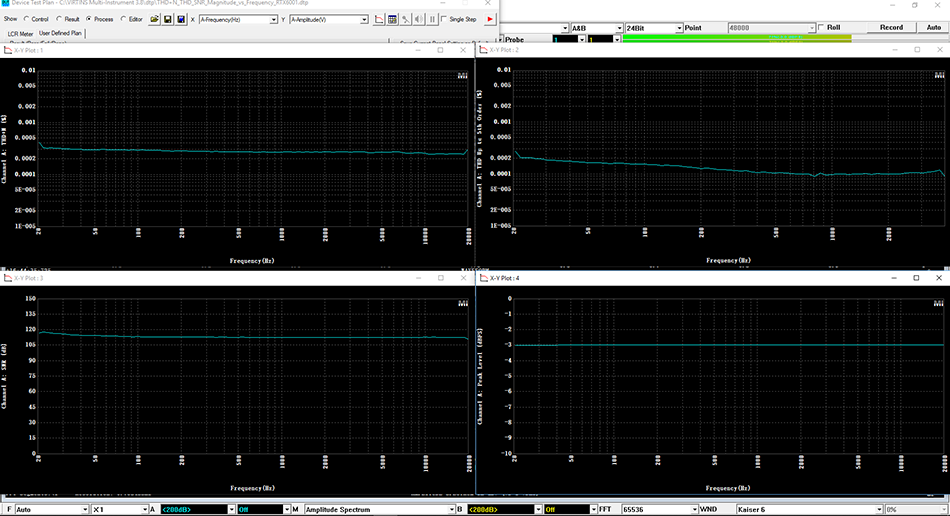 Device Test Plan - C:\VIRTINS Multi-Instrument 3.8\dtp\THD+N_THD_SNR_Magnitude_vs_Frequency_RTX6001.dtp
Show Control Result Process Editor X A-Frequency(Hz) Y A-Amplitude(V) Single Step
LCR Meter User Defined Plan
A&B 24Bit Point 48000 Roll Record Auto
Probe 1 1
X-Y Plot : 1
0.01
0.005
0.002
0.001
0.0005
0.0002
0.0001
5E-005
2E-005
1E-005
Channel A: THD+N (%)
20 50 100 200 500 1000 2000 5000 10000 20000
Frequency(Hz)
X-Y Plot : 2
0.01
0.005
0.002
0.001
0.0005
0.0002
0.0001
5E-005
2E-005
1E-005
Channel A: THD Up to 5th Order (%)
20 50 100 200 500 1000 2000
Frequency(Hz)
X-Y Plot : 3
150
135
120
105
90
75
60
45
30
15
0
Channel A: SNR (dB)
20 50 100 200 500 1000 2000 5000 10000 20000
Frequency(Hz)
X-Y Plot : 4
0
-1
-2
-3
-4
-5
-6
-7
-8
-9
-10
Channel A: Peak Level (dBFS)
20 50 100 200 500 1000 2000 5000 10000 20000
Frequency(Hz)
F Auto X1 A <200dB> Off M Amplitude Spectrum B <200dB> Off FFT 65536 WND Kaiser 6 0%